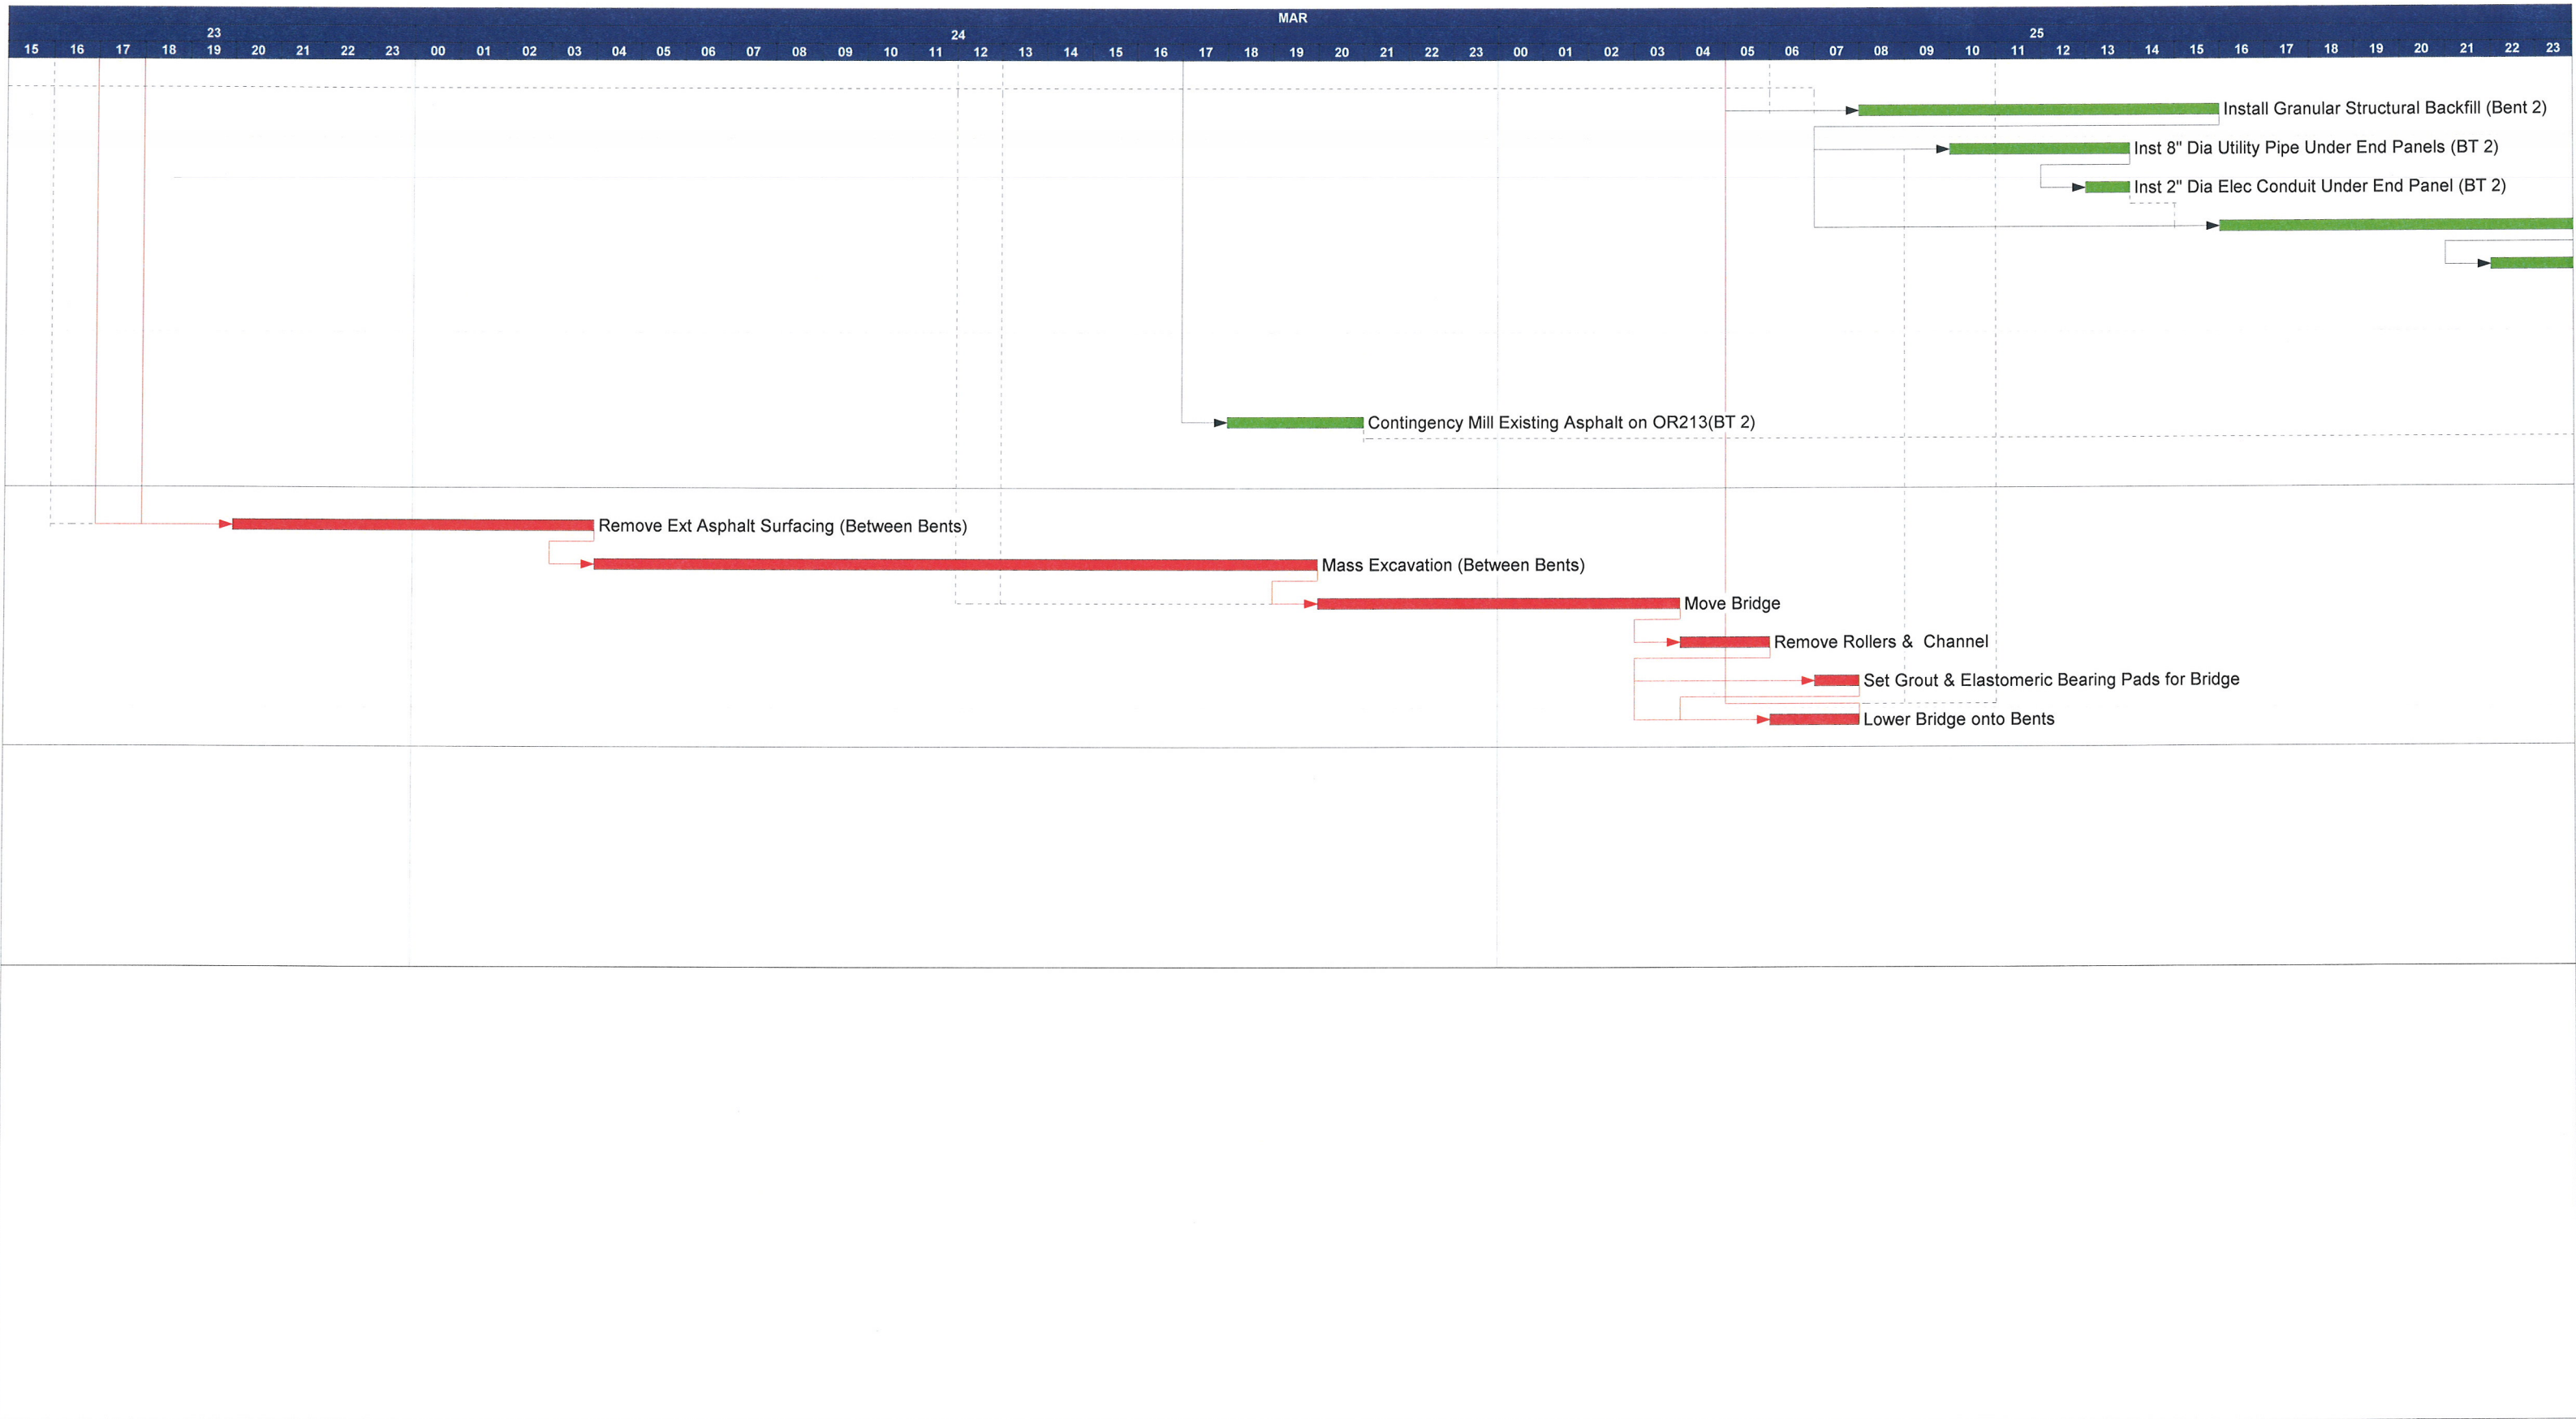 MAR
23 24 25
15 16 17 18 19 20 21 22 23 00 01 02 03 04 05 06 07 08 09 10 11 12 13 14 15 16 17 18 19 20 21 22 23 00 01 02 03 04 05 06 07 08 09 10 11 12 13 14 15 16 17 18 19 20 21 22 23
Install Granular Structural Backfill (Bent 2)
Inst 8" Dia Utility Pipe Under End Panels (BT 2)
Inst 2" Dia Elec Conduit Under End Panel (BT 2)
Contingency Mill Existing Asphalt on OR213(BT 2)
Remove Ext Asphalt Surfacing (Between Bents)
Mass Excavation (Between Bents)
Move Bridge
Remove Rollers & Channel
Set Grout & Elastomeric Bearing Pads for Bridge
Lower Bridge onto Bents